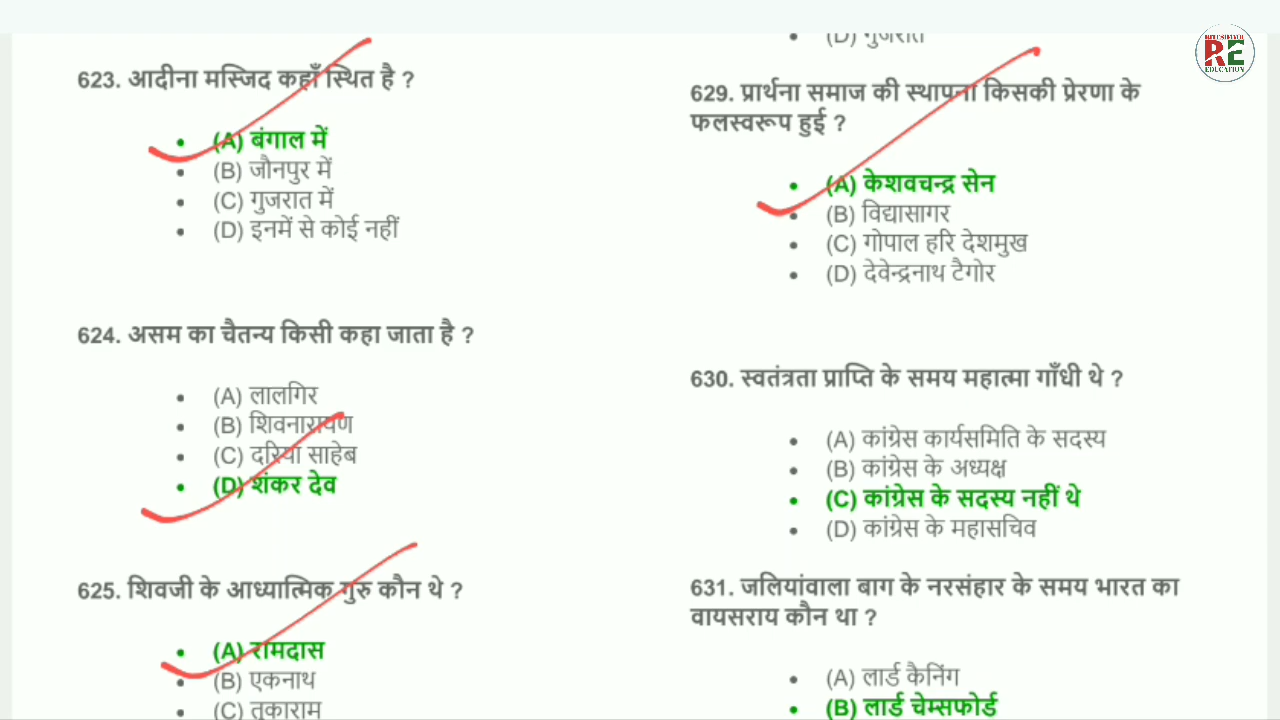 623. आदीना मस्जिद कहाँ स्थित है ?
(A) बंगाल में
(B) जौनपुर में
(C) गुजरात में
(D) इनमें से कोई नहीं
624. असम का चैतन्य किसी कहा जाता है ?
(A) लालगिर
(B) शिवनारायण
(C) दरिया साहेब
(D) शंकर देव
625. शिवजी के आध्यात्मिक गुरु कौन थे ?
(A) रामदास
(B) एकनाथ
(C) तुकाराम
(D) गुजरात
629. प्रार्थना समाज की स्थापना किसकी प्रेरणा के
फलस्वरूप हुई ?
(A) केशवचन्द्र सेन
(B) विद्यासागर
(C) गोपाल हरि देशमुख
(D) देवेन्द्रनाथ टैगोर
630. स्वतंत्रता प्राप्ति के समय महात्मा गाँधी थे ?
(A) कांग्रेस कार्यसमिति के सदस्य
(B) कांग्रेस के अध्यक्ष
(C) कांग्रेस के सदस्य नहीं थे
(D) कांग्रेस के महासचिव
631. जलियांवाला बाग के नरसंहार के समय भारत का
वायसराय कौन था ?
(A) लार्ड कैनिंग
(B) लार्ड चेम्सफोर्ड
RE
EDUCATION